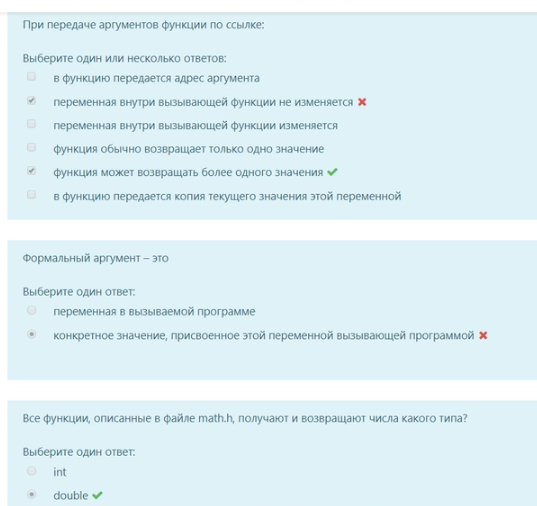 При передаче аргументов функции по ссылке:
Выберите один или несколько ответов:
в функцию передается адрес аргумента
переменная внутри вызывающей функции не изменяется
переменная внутри вызывающей функции изменяется
функция обычно возвращает только одно значение
функция может возвращать более одного значения
в функцию передается копия текущего значения этой переменной
Формальный аргумент – это
Выберите один ответ:
переменная в вызываемой программе
конкретное значение, присвоенное этой переменной вызывающей программой
Все функции, описанные в файле math.h, получают и возвращают числа какого типа?
Выберите один ответ:
int
double